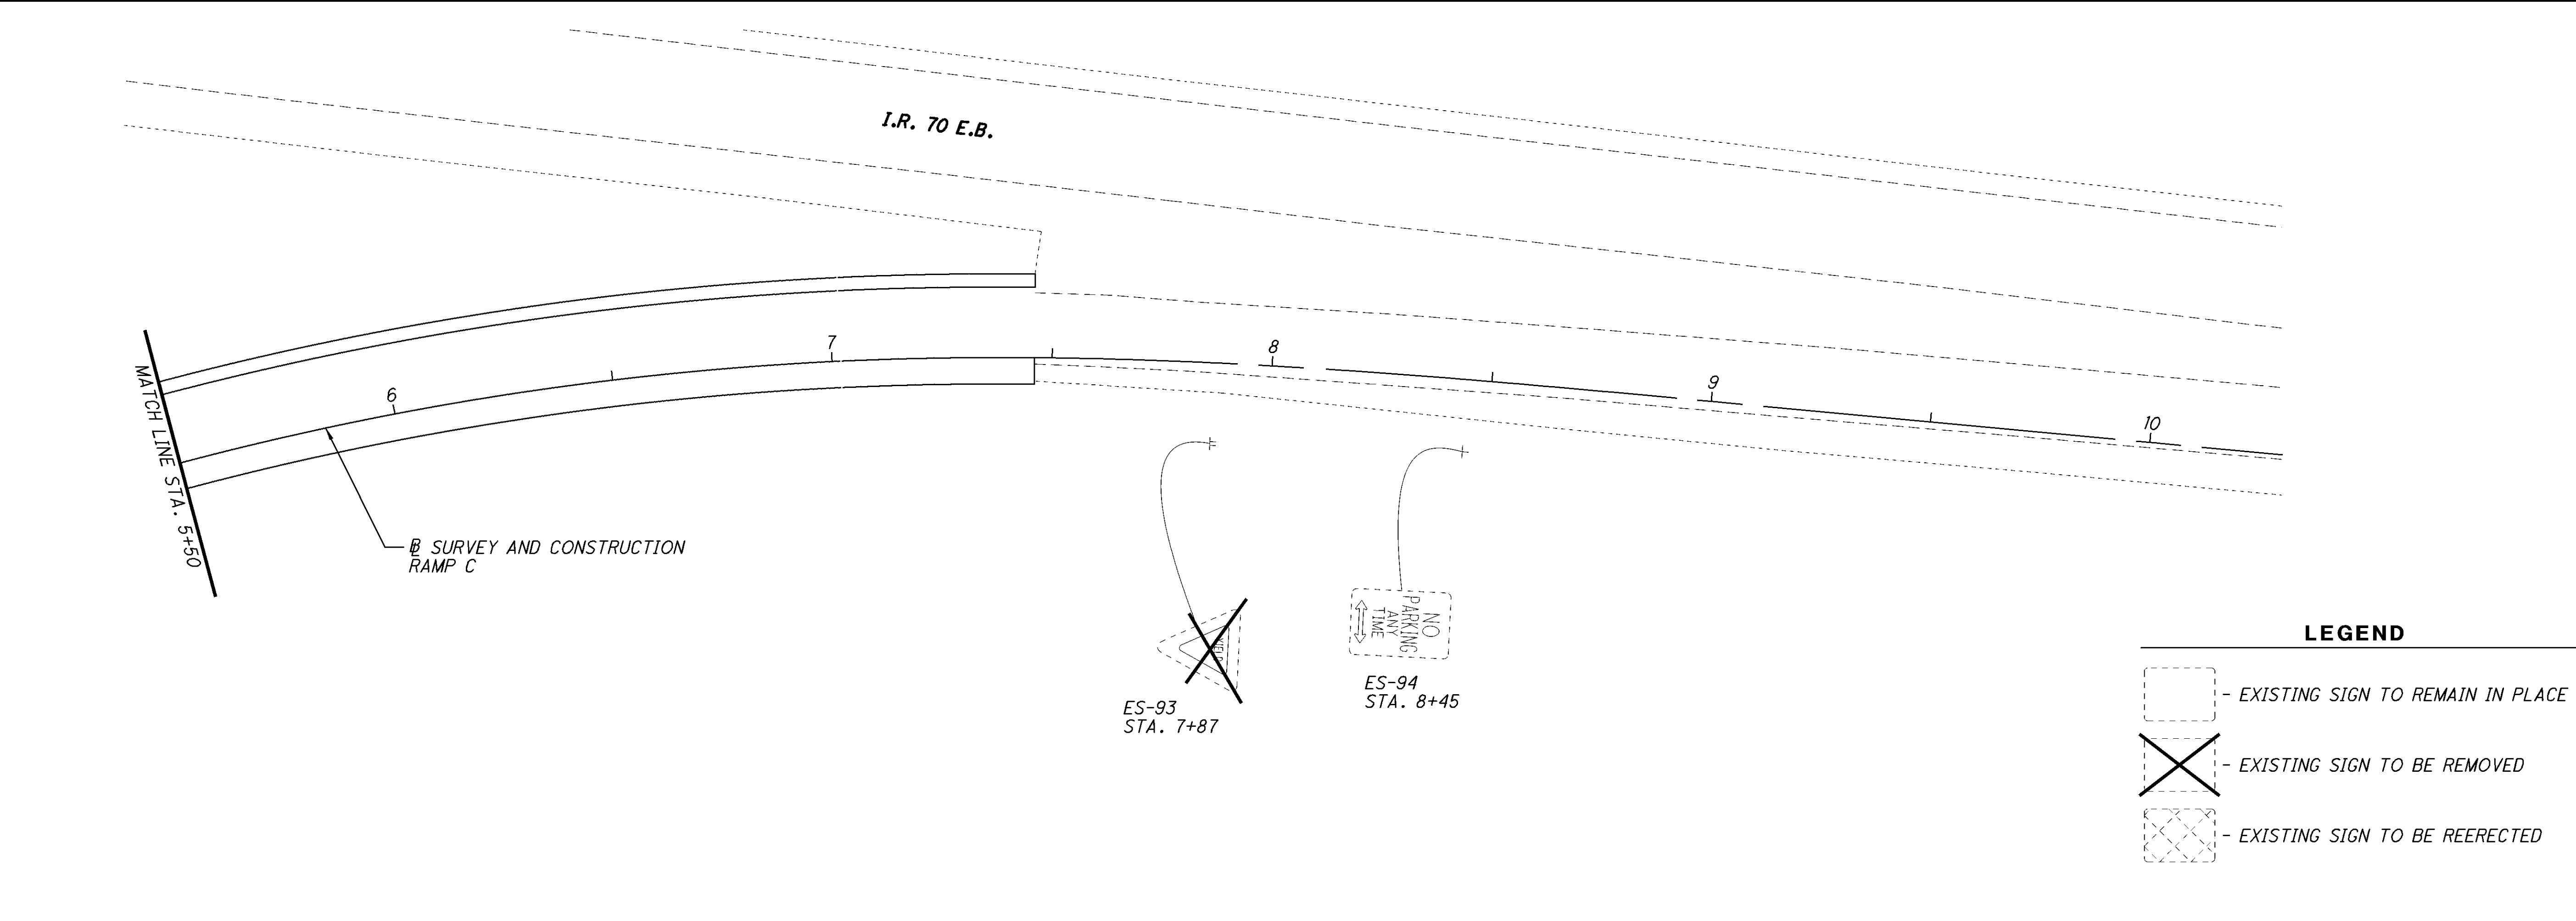 I.R. 70 E.B.
MATCH LINE STA. 5+50
6
7
8
9
10
B SURVEY AND CONSTRUCTION
RAMP C
YIELD
ES-93
STA. 7+87
NO
PARKING
ANY
TIME
ES-94
STA. 8+45
LEGEND
- EXISTING SIGN TO REMAIN IN PLACE
- EXISTING SIGN TO BE REMOVED
- EXISTING SIGN TO BE REERECTED